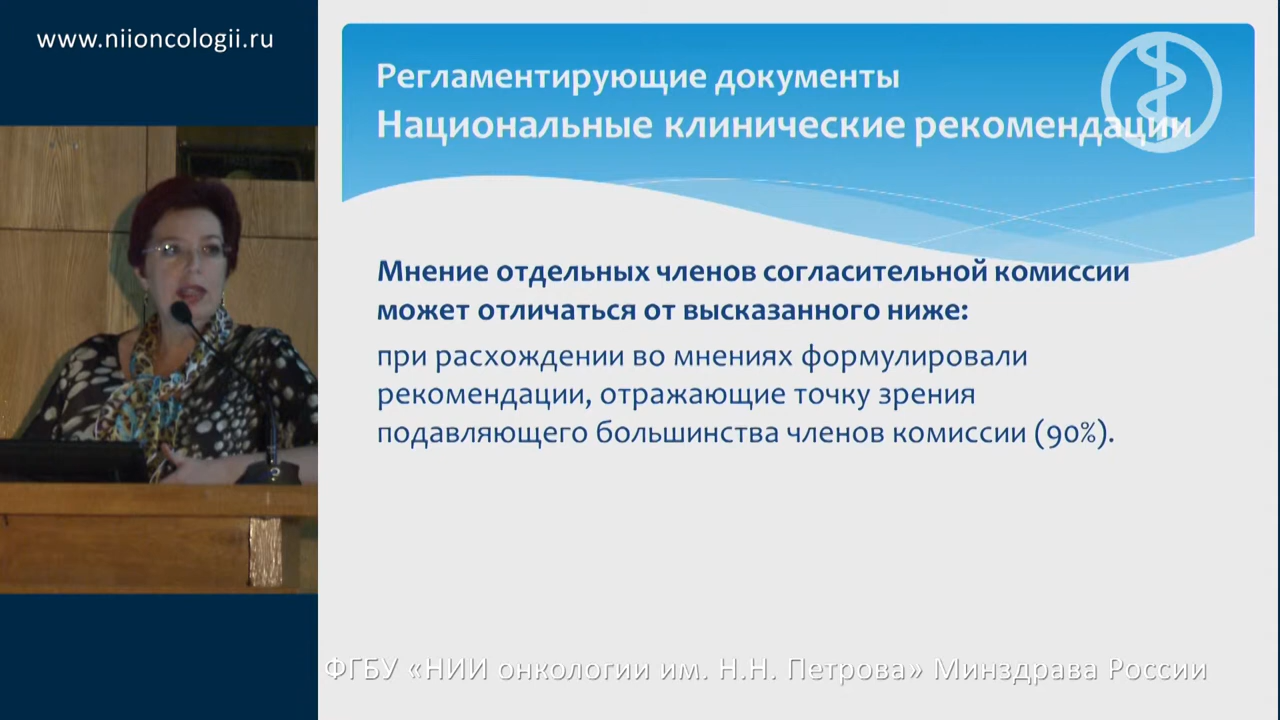 www.niioncologii.ru
Регламентирующие документы
Национальные клинические рекомендации
Мнение отдельных членов согласительной комиссии
может отличаться от высказанного ниже:
при расхождении во мнениях формулировали
рекомендации, отражающие точку зрения
подавляющего большинства членов комиссии (90%).
ФГБУ «НИИ онкологии им. Н.Н. Петрова» Минздрава России